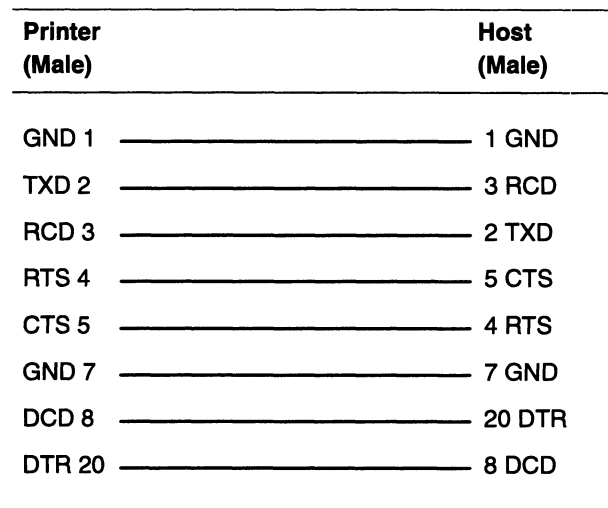 Printer Host
(Male) (Male)
GND 1 1 GND
TXD 2 3 RCD
RCD 3 2 TXD
RTS 4 5 CTS
CTS 5 4 RTS
GND 7 7 GND
DCD 8 20 DTR
DTR 20 8 DCD